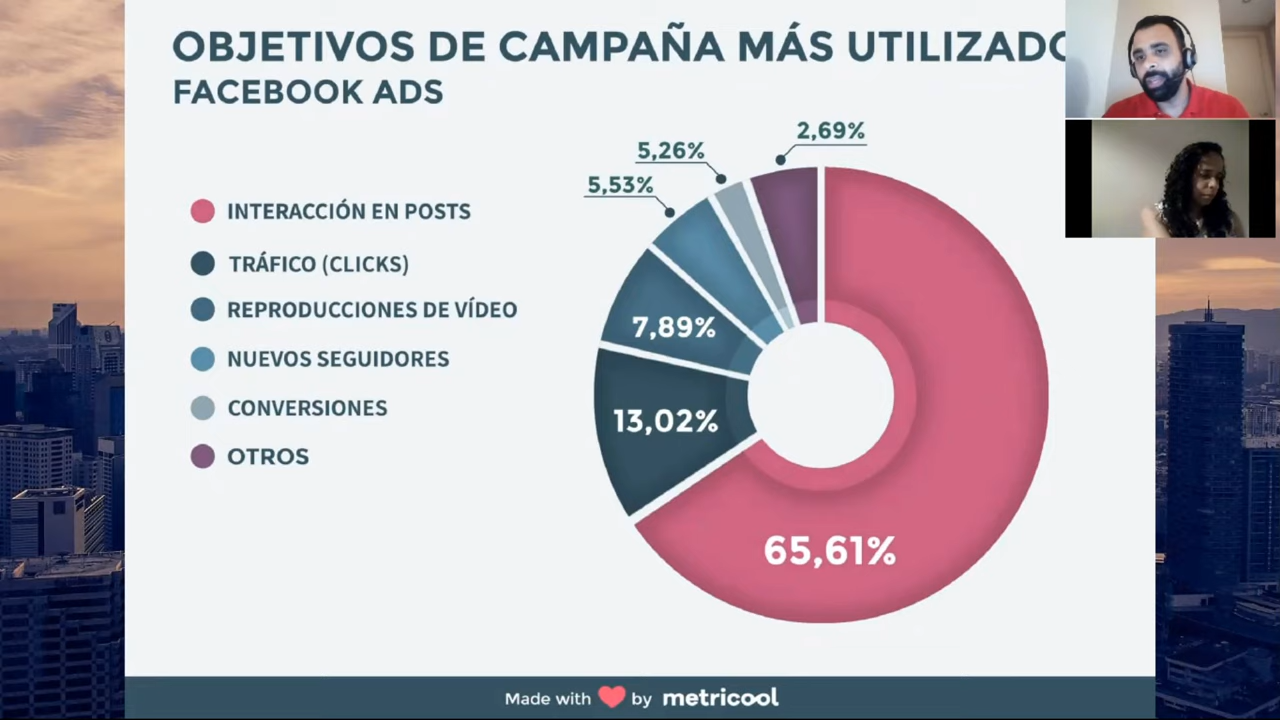 OBJETIVOS DE CAMPAÑA MÁS UTILIZADO
FACEBOOK ADS
INTERACCIÓN EN POSTS
TRÁFICO (CLICKS)
REPRODUCCIONES DE VÍDEO
NUEVOS SEGUIDORES
CONVERSIONES
OTROS
2,69%
5,26%
5,53%
7,89%
13,02%
65,61%
Made with by metricool